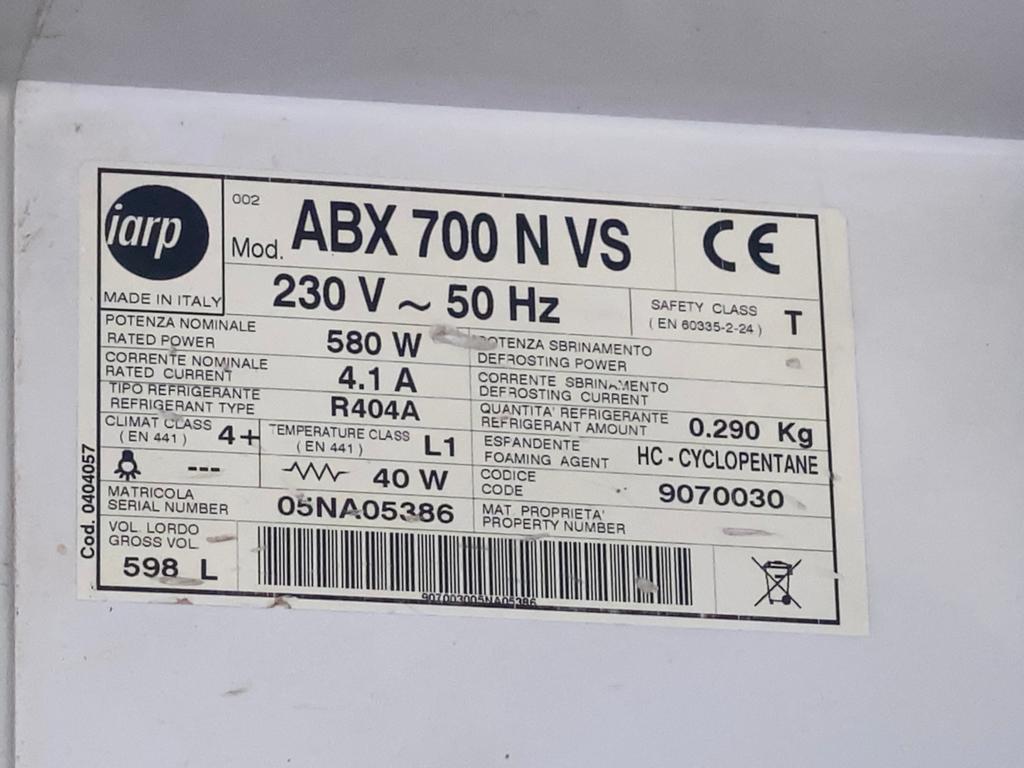 iarp
MADE IN ITALY
002
Mod. ABX 700 N VS
CE
230 V ~ 50 Hz
SAFETY CLASS
(EN 60335-2-24)
T
POTENZA NOMINALE
RATED POWER
580 W
POTENZA SBRINAMENTO
DEFROSTING POWER
CORRENTE NOMINALE
RATED CURRENT
4.1 A
CORRENTE SBRINAMENTO
DEFROSTING CURRENT
TIPO REFRIGERANTE
REFRIGERANT TYPE
R404A
QUANTITA' REFRIGERANTE
REFRIGERANT AMOUNT
0.290 Kg
CLIMAT CLASS
(EN 441)
4+
TEMPERATURE CLASS
(EN 441)
L1
ESPANDENTE
FOAMING AGENT
HC - CYCLOPENTANE
---
40 W
CODICE
CODE
9070030
MATRICOLA
SERIAL NUMBER
05NA05386
MAT. PROPRIETA'
PROPERTY NUMBER
VOL. LORDO
GROSS VOL.
598 L
907003005NA05386
Cod. 0404057